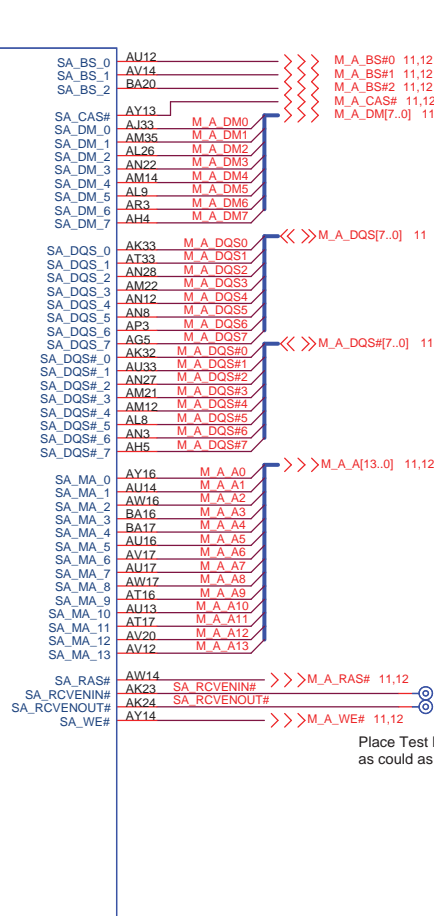 SA_BS_0 AU12 M_A_BS#0 11,12
SA_BS_1 AV14 M_A_BS#1 11,12
SA_BS_2 BA20 M_A_BS#2 11,12
SA_CAS# AY13 M_A_CAS# 11,12
SA_DM_0 AJ33 M_A_DM0 M_A_DM[7..0] 11
SA_DM_1 AM35 M_A_DM1
SA_DM_2 AL26 M_A_DM2
SA_DM_3 AN22 M_A_DM3
SA_DM_4 AM14 M_A_DM4
SA_DM_5 AL9 M_A_DM5
SA_DM_6 AR3 M_A_DM6
SA_DM_7 AH4 M_A_DM7
SA_DQS_0 AK33 M_A_DQS0 M_A_DQS[7..0] 11
SA_DQS_1 AT33 M_A_DQS1
SA_DQS_2 AN28 M_A_DQS2
SA_DQS_3 AM22 M_A_DQS3
SA_DQS_4 AN12 M_A_DQS4
SA_DQS_5 AN8 M_A_DQS5
SA_DQS_6 AP3 M_A_DQS6
SA_DQS_7 AG5 M_A_DQS7
SA_DQS#_0 AK32 M_A_DQS#0 M_A_DQS#[7..0] 11
SA_DQS#_1 AU33 M_A_DQS#1
SA_DQS#_2 AN27 M_A_DQS#2
SA_DQS#_3 AM21 M_A_DQS#3
SA_DQS#_4 AM12 M_A_DQS#4
SA_DQS#_5 AL8 M_A_DQS#5
SA_DQS#_6 AN3 M_A_DQS#6
SA_DQS#_7 AH5 M_A_DQS#7
SA_MA_0 AY16 M_A_A0 M_A_A[13..0] 11,12
SA_MA_1 AU14 M_A_A1
SA_MA_2 AW16 M_A_A2
SA_MA_3 BA16 M_A_A3
SA_MA_4 BA17 M_A_A4
SA_MA_5 AU16 M_A_A5
SA_MA_6 AV17 M_A_A6
SA_MA_7 AU17 M_A_A7
SA_MA_8 AW17 M_A_A8
SA_MA_9 AT16 M_A_A9
SA_MA_10 AU13 M_A_A10
SA_MA_11 AT17 M_A_A11
SA_MA_12 AV20 M_A_A12
SA_MA_13 AV12 M_A_A13
SA_RAS# AW14 M_A_RAS# 11,12
SA_RCVENIN# AK23 SA_RCVENIN#
SA_RCVENOUT# AK24 SA_RCVENOUT#
SA_WE# AY14 M_A_WE# 11,12
Place Test
as could as